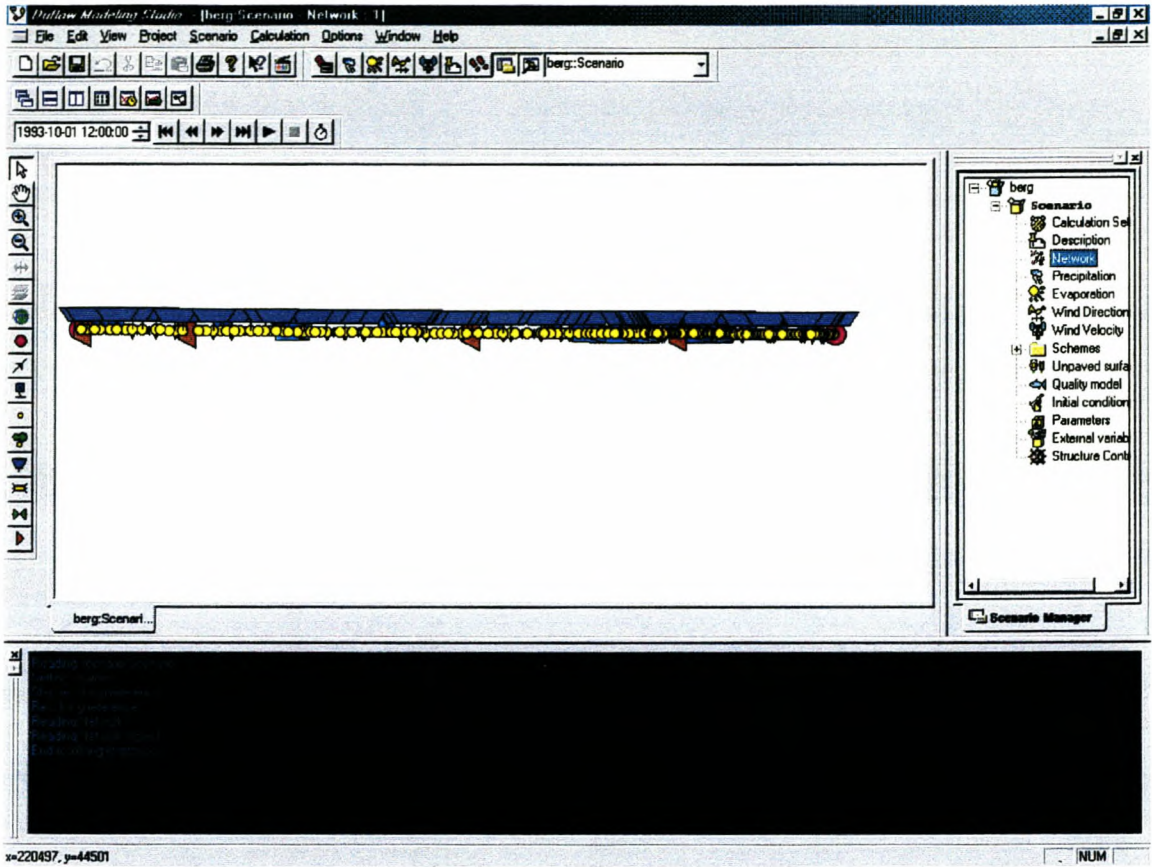 Duflow Modeling Studio - [berg:Scenario - Network : 1]
File Edit View Project Scenario Calculation Options Window Help
berg::Scenario
1993-10-01 12:00:00
berg
Scenario
Calculation Set
Description
Network
Precipitation
Evaporation
Wind Direction
Wind Velocity
Schemes
Unpaved surfa
Quality model
Initial condition
Parameters
External variab
Structure Cont
berg:Scenari...
Scenario Manager
x=220497, y=44501
NUM